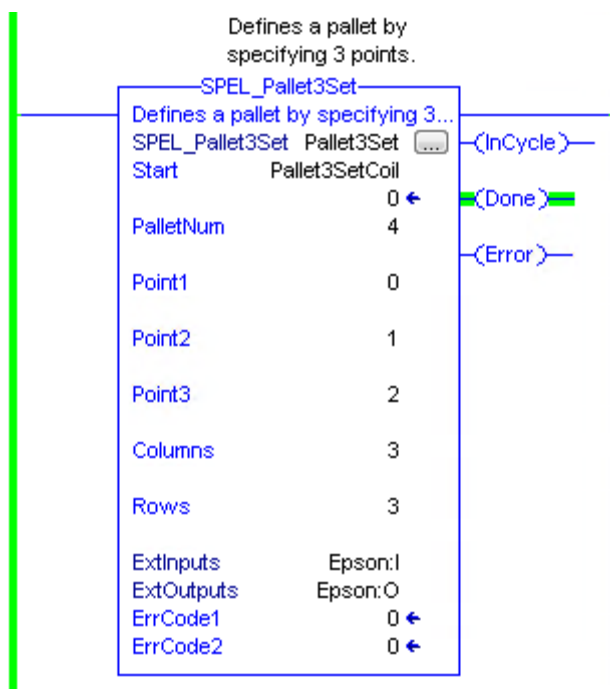 Defines a pallet by
specifying 3 points.
SPEL_Pallet3Set
Defines a pallet by specifying 3...
SPEL_Pallet3Set Pallet3Set ... (InCycle)
Start Pallet3SetCoil
0 (Done)
PalletNum 4
(Error)
Point1 0
Point2 1
Point3 2
Columns 3
Rows 3
ExtInputs Epson:I
ExtOutputs Epson:O
ErrCode1 0
ErrCode2 0